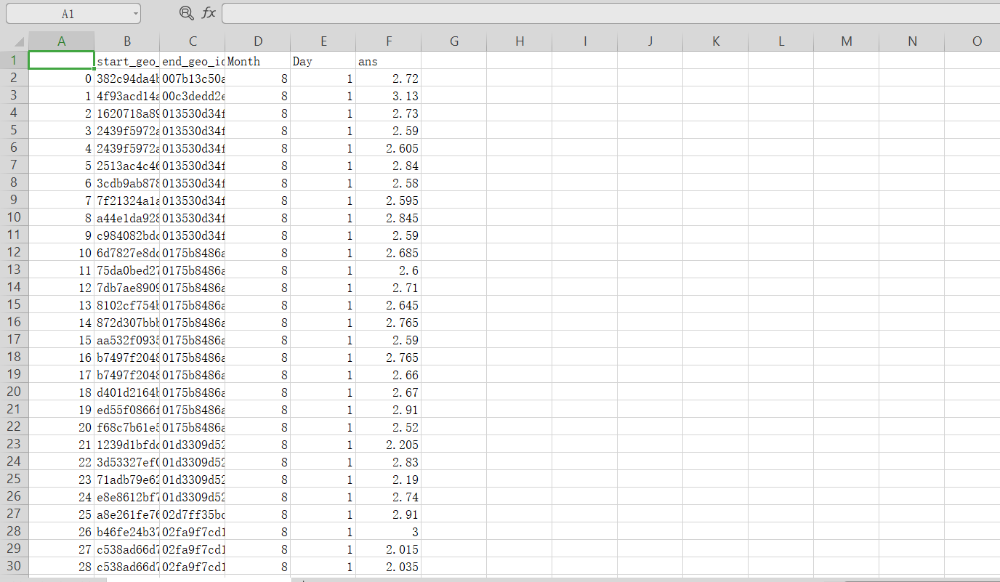 A1 fx
A B C D E F G H I J K L M N O
1 start_geo_ end_geo_id Month Day ans
2 0 382c94da4b 007b13c50a 8 1 2.72
3 1 4f93acd14a 00c3dedd2e 8 1 3.13
4 2 1620718a89 013530d34f 8 1 2.73
5 3 2439f5972a 013530d34f 8 1 2.59
6 4 2439f5972a 013530d34f 8 1 2.605
7 5 2513ac4c46 013530d34f 8 1 2.84
8 6 3cdb9ab878 013530d34f 8 1 2.58
9 7 7f21324a1a 013530d34f 8 1 2.595
10 8 a44e1da928 013530d34f 8 1 2.845
11 9 c984082bdc 013530d34f 8 1 2.59
12 10 6d7827e8dc 0175b8486a 8 1 2.685
13 11 75da0bed27 0175b8486a 8 1 2.6
14 12 7db7ae8909 0175b8486a 8 1 2.71
15 13 8102cf754b 0175b8486a 8 1 2.645
16 14 872d307bbb 0175b8486a 8 1 2.765
17 15 aa532f0935 0175b8486a 8 1 2.59
18 16 b7497f2048 0175b8486a 8 1 2.765
19 17 b7497f2048 0175b8486a 8 1 2.66
20 18 d401d2164b 0175b8486a 8 1 2.67
21 19 ed55f0866f 0175b8486a 8 1 2.91
22 20 f68c7b61e5 0175b8486a 8 1 2.52
23 21 1239d1bfdc 01d3309d52 8 1 2.205
24 22 3d53327ef0 01d3309d52 8 1 2.83
25 23 71adb79e62 01d3309d52 8 1 2.19
26 24 e8e8612bf7 01d3309d52 8 1 2.74
27 25 a8e261fe76 02d7ff35bc 8 1 2.91
28 26 b46fe24b37 02fa9f7cd1 8 1 3
29 27 c538ad66d7 02fa9f7cd1 8 1 2.015
30 28 c538ad66d7 02fa9f7cd1 8 1 2.035